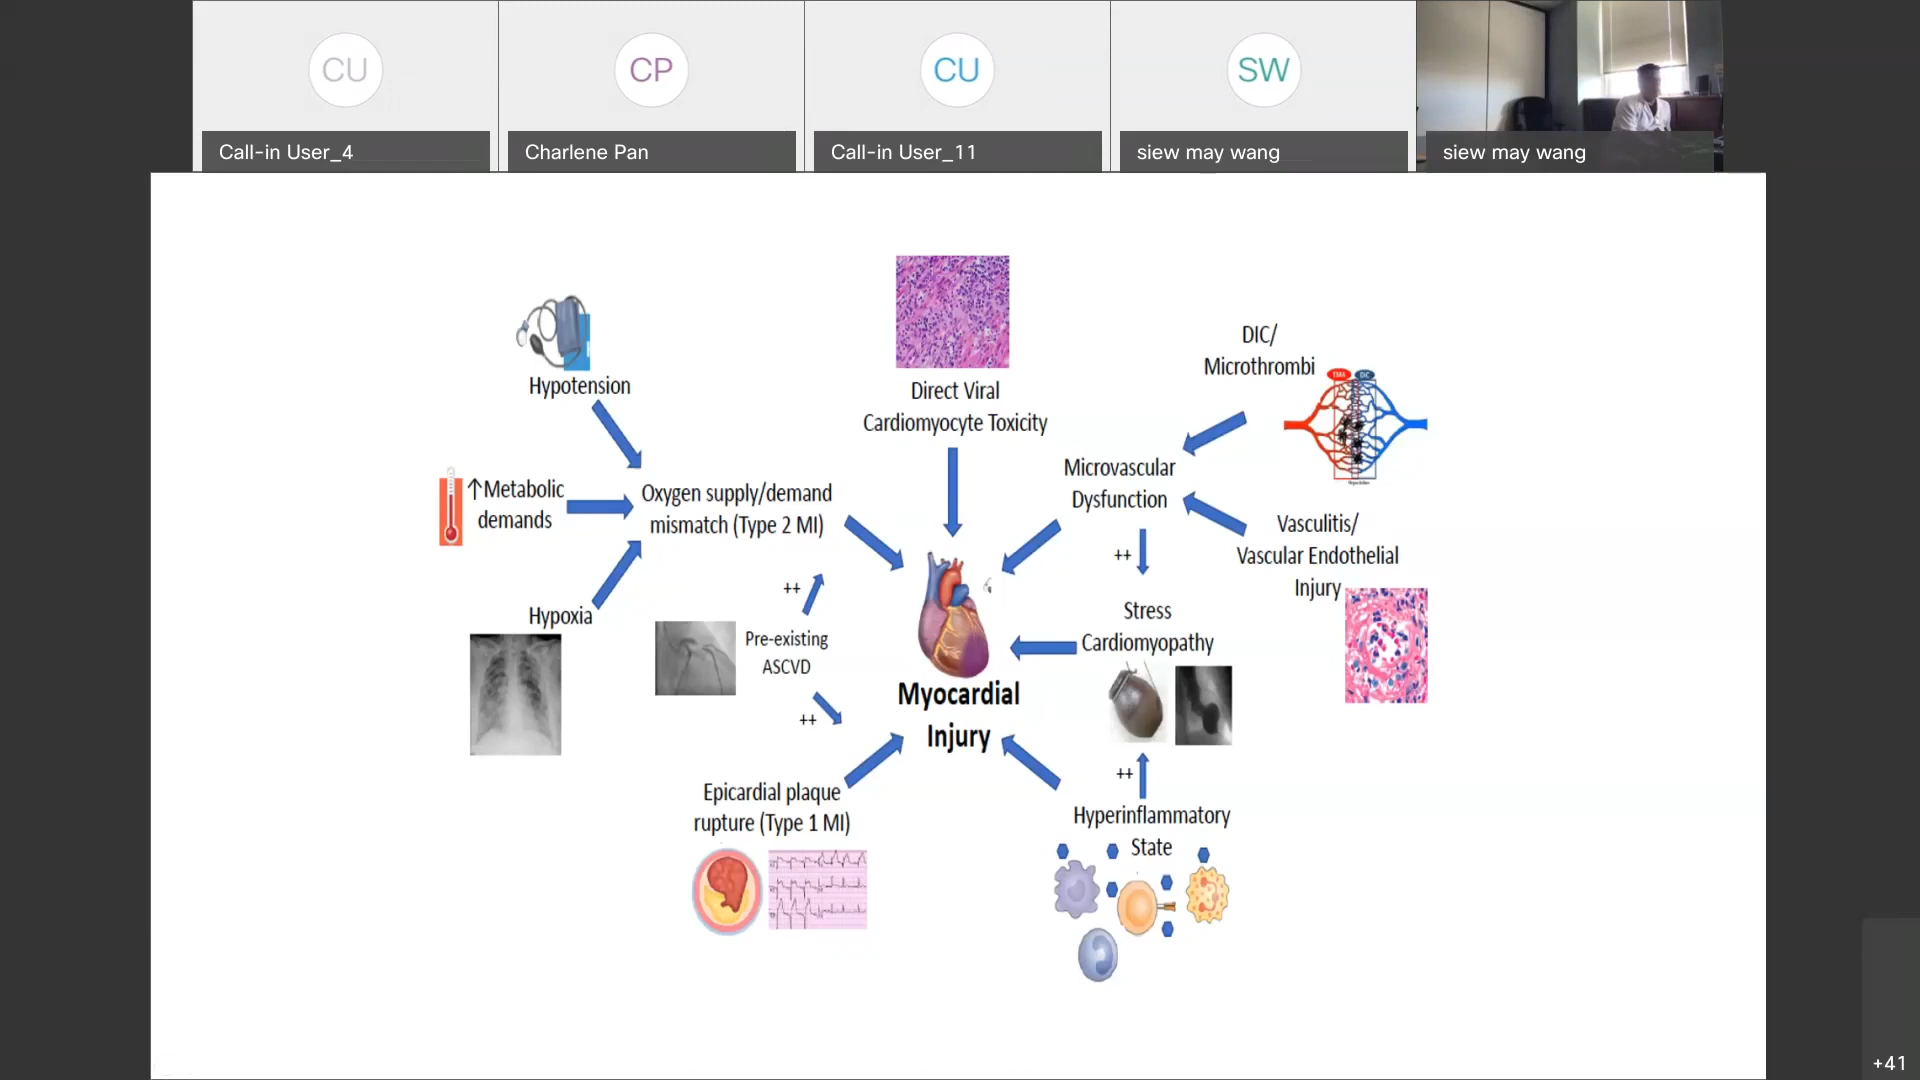 CU
CP
CU
SW
Call-in User_4
Charlene Pan
Call-in User_11
siew may wang
siew may wang
Hypotension
Direct Viral
Cardiomyocyte Toxicity
DIC/
Microthrombi
TMA
DIC
↑Metabolic
demands
Oxygen supply/demand
mismatch (Type 2 MI)
Microvascular
Dysfunction
Vasculitis/
Vascular Endothelial
Injury
++
Hypoxia
++
Pre-existing
ASCVD
++
Stress
Cardiomyopathy
Myocardial
Injury
++
Epicardial plaque
rupture (Type 1 MI)
Hyperinflammatory
State
+41